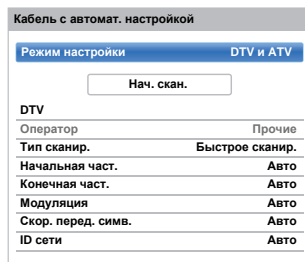 Кабель с автомат. настройкой
Режим настройки DTV и ATV
Нач. скан.
DTV
Оператор Прочие
Тип сканир. Быстрое сканир.
Начальная част. Авто
Конечная част. Авто
Модуляция Авто
Скор. перед. симв. Авто
ID сети Авто